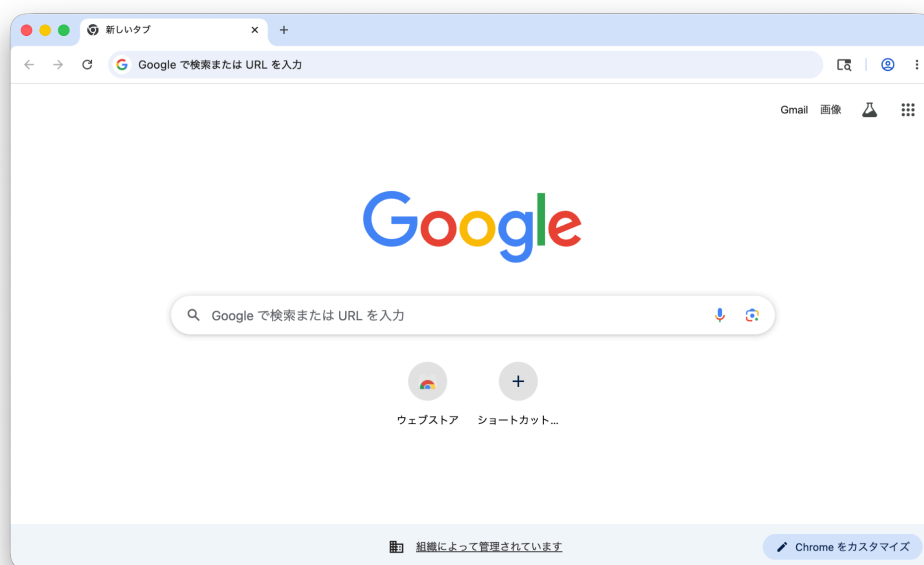 新しいタブ
Google で検索または URL を入力
Gmail 画像
Google
Google で検索または URL を入力
ウェブストア ショートカット...
組織によって管理されています
Chrome をカスタマイズ